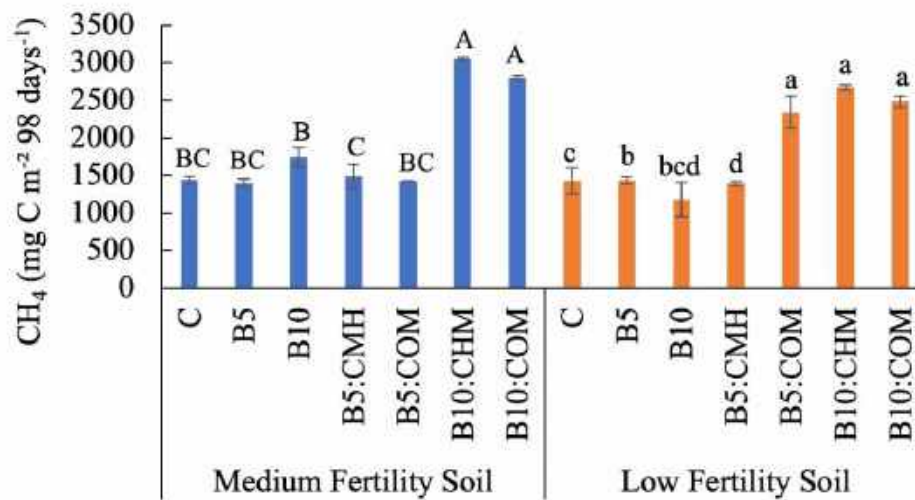 CH₄ (mg C m⁻² 98 days⁻¹)
3500
3000
2500
2000
1500
1000
500
0
BC
BC
B
C
BC
A
A
c
b
bcd
d
a
a
a
C
B5
B10
B5:CMH
B5:COM
B10:CHM
B10:COM
C
B5
B10
B5:CMH
B5:COM
B10:CHM
B10:COM
Medium Fertility Soil
Low Fertility Soil